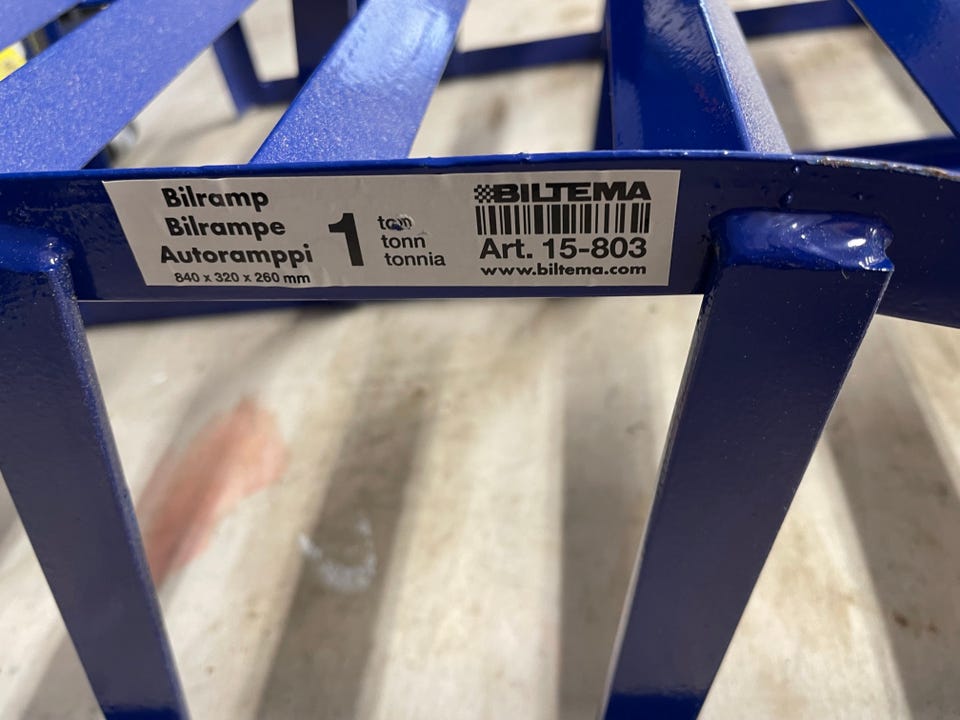 Bilramp
Bilrampe
Autoramppi
840 x 320 x 260 mm
1
ton
tonn
tonnia
BILTEMA
Art. 15-803
www.biltema.com